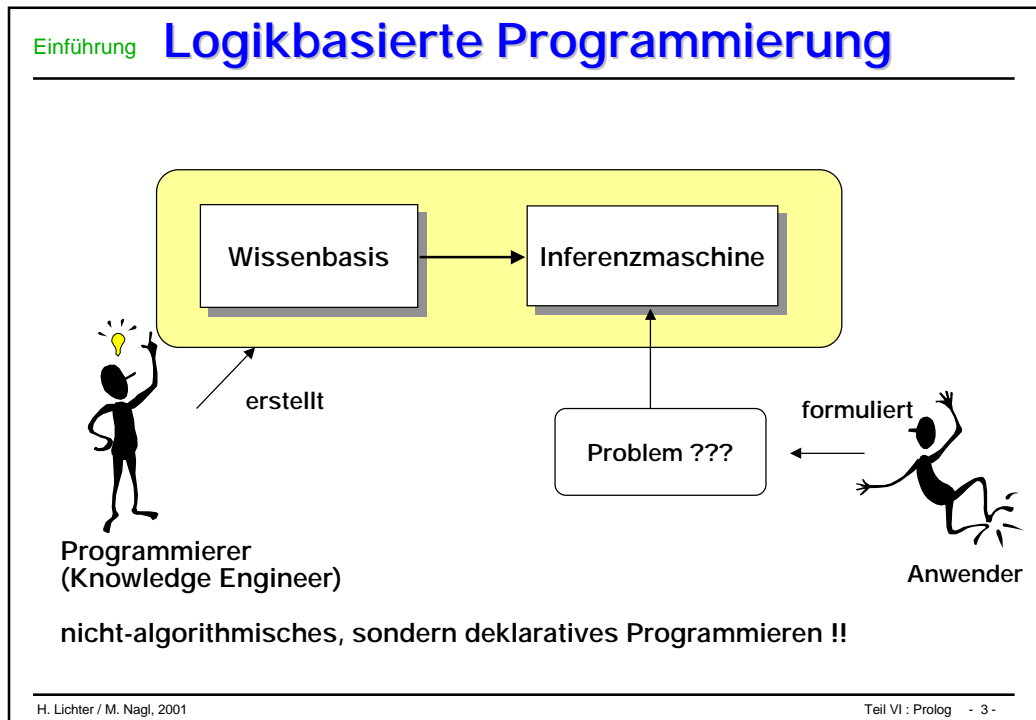 Einführung Logikbasierte Programmierung
Wissenbasis
Inferenzmaschine
erstellt
formuliert
Problem ???
Programmierer
(Knowledge Engineer)
Anwender
nicht-algorithmisches, sondern deklaratives Programmieren !!
H. Lichter / M. Nagl, 2001
Teil VI : Prolog - 3 -